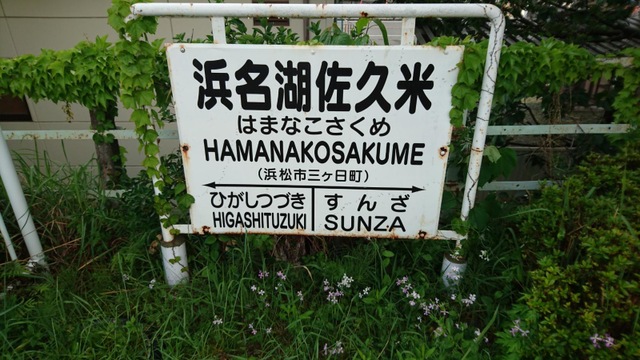 浜名湖佐久米
はまなこさくめ
HAMANAKOSAKUME
(浜松市三ヶ日町)
ひがしつづき すんざ
HIGASHITUZUKI SUNZA